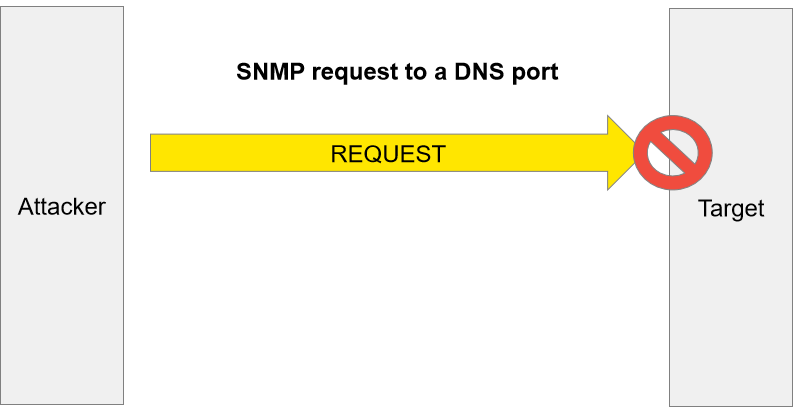 SNMP request to a DNS port
REQUEST
Attacker
Target